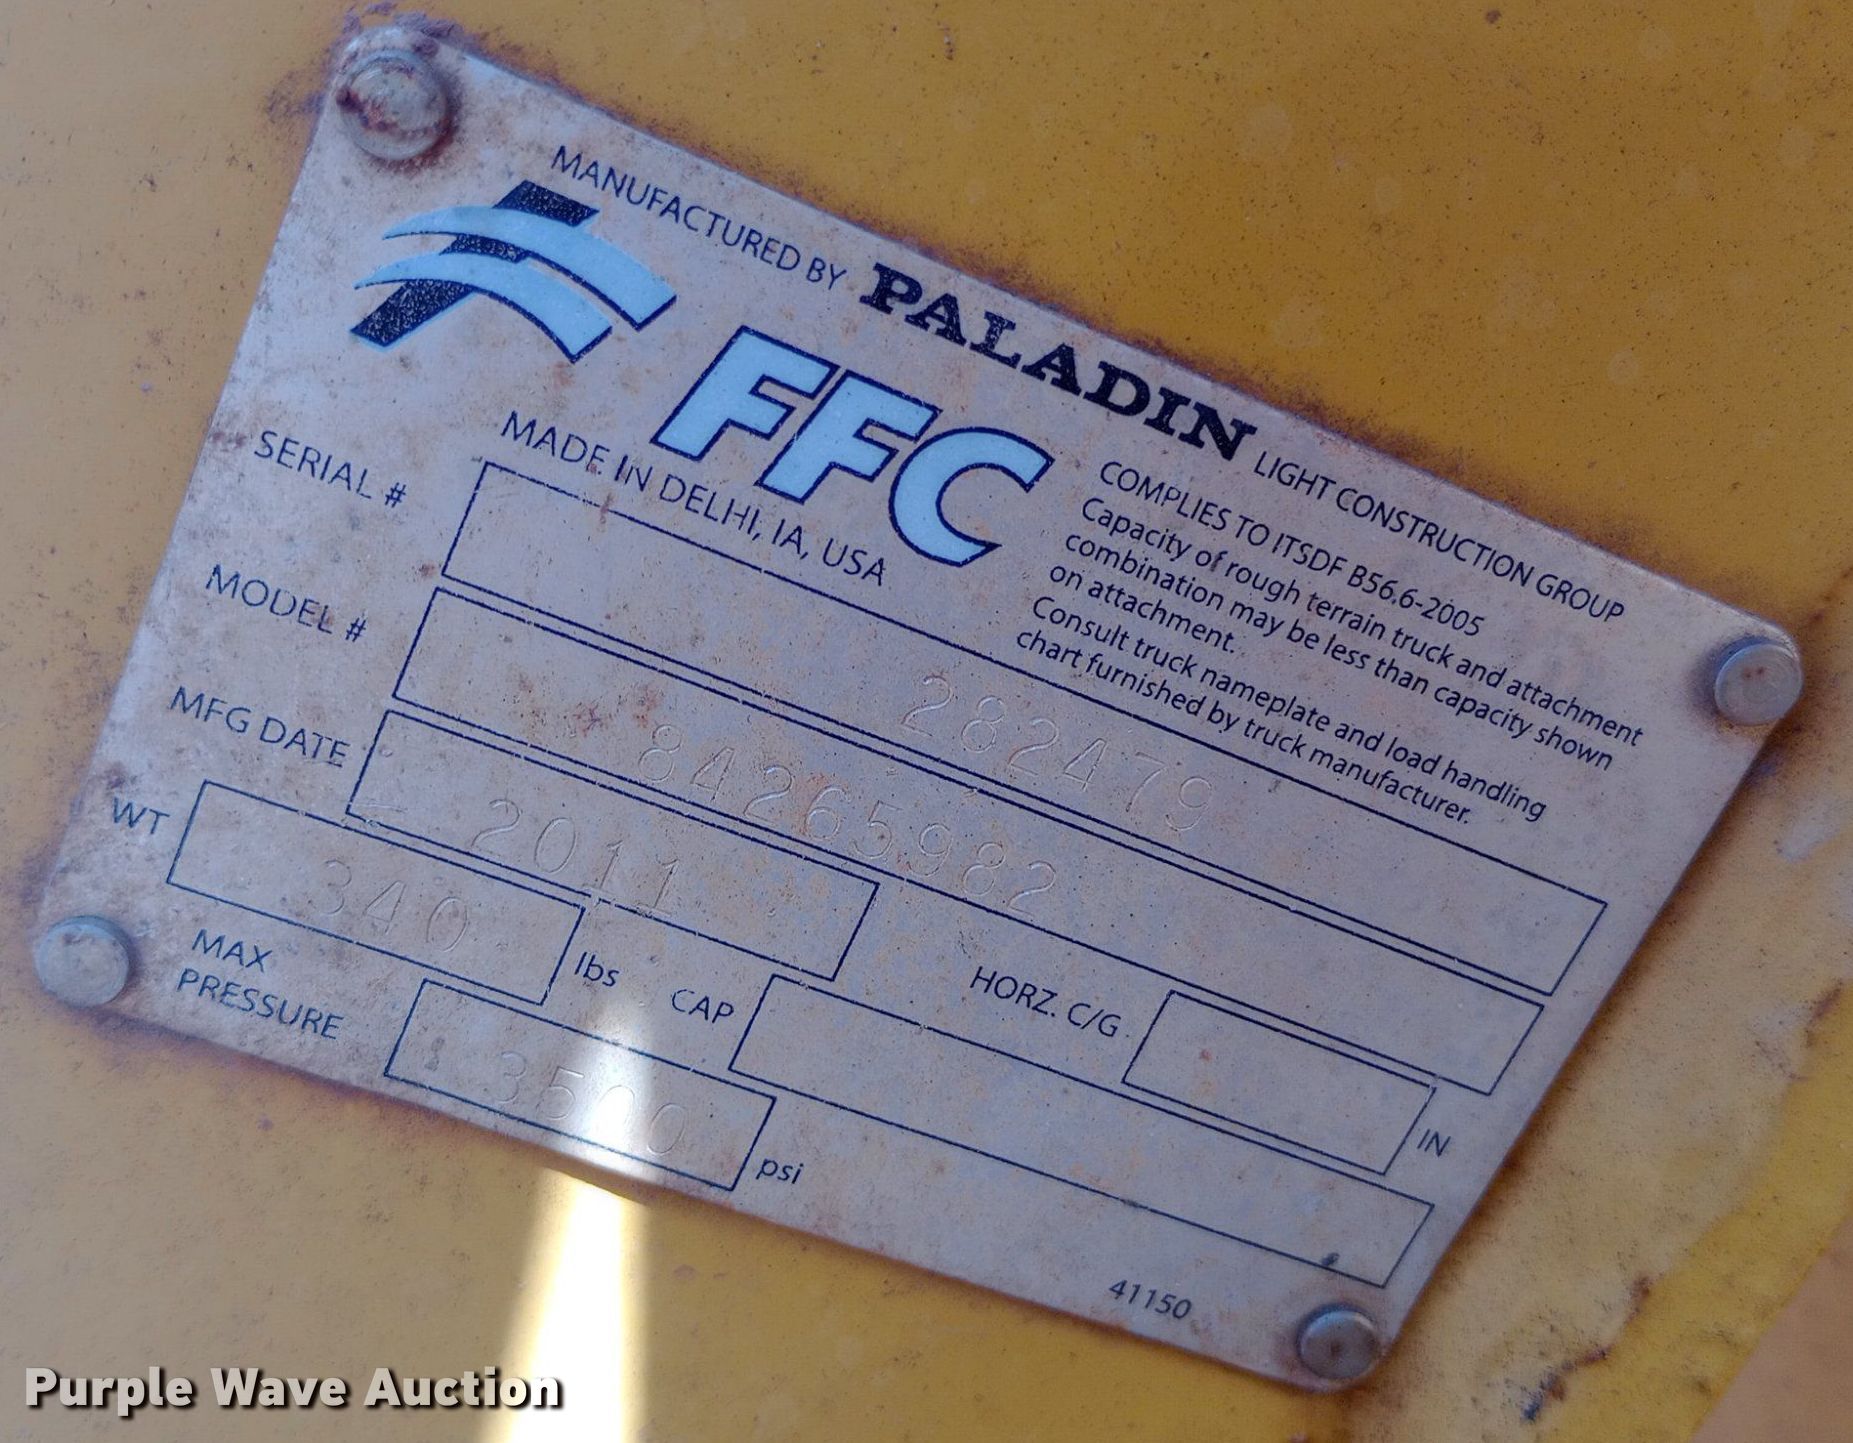 MANUFACTURED BY PALADIN LIGHT CONSTRUCTION GROUP
FFC
MADE IN DELHI, IA, USA
COMPLIES TO ITSDF B56.6-2005
Capacity of rough terrain truck and attachment
combination may be less than capacity shown
on attachment.
Consult truck nameplate and load handling
chart furnished by truck manufacturer.
SERIAL # 282479
MODEL # 84265982
MFG DATE 2011
WT 340 lbs
CAP
HORZ. C/G IN
MAX
PRESSURE 3500 psi
41150
Purple Wave Auction